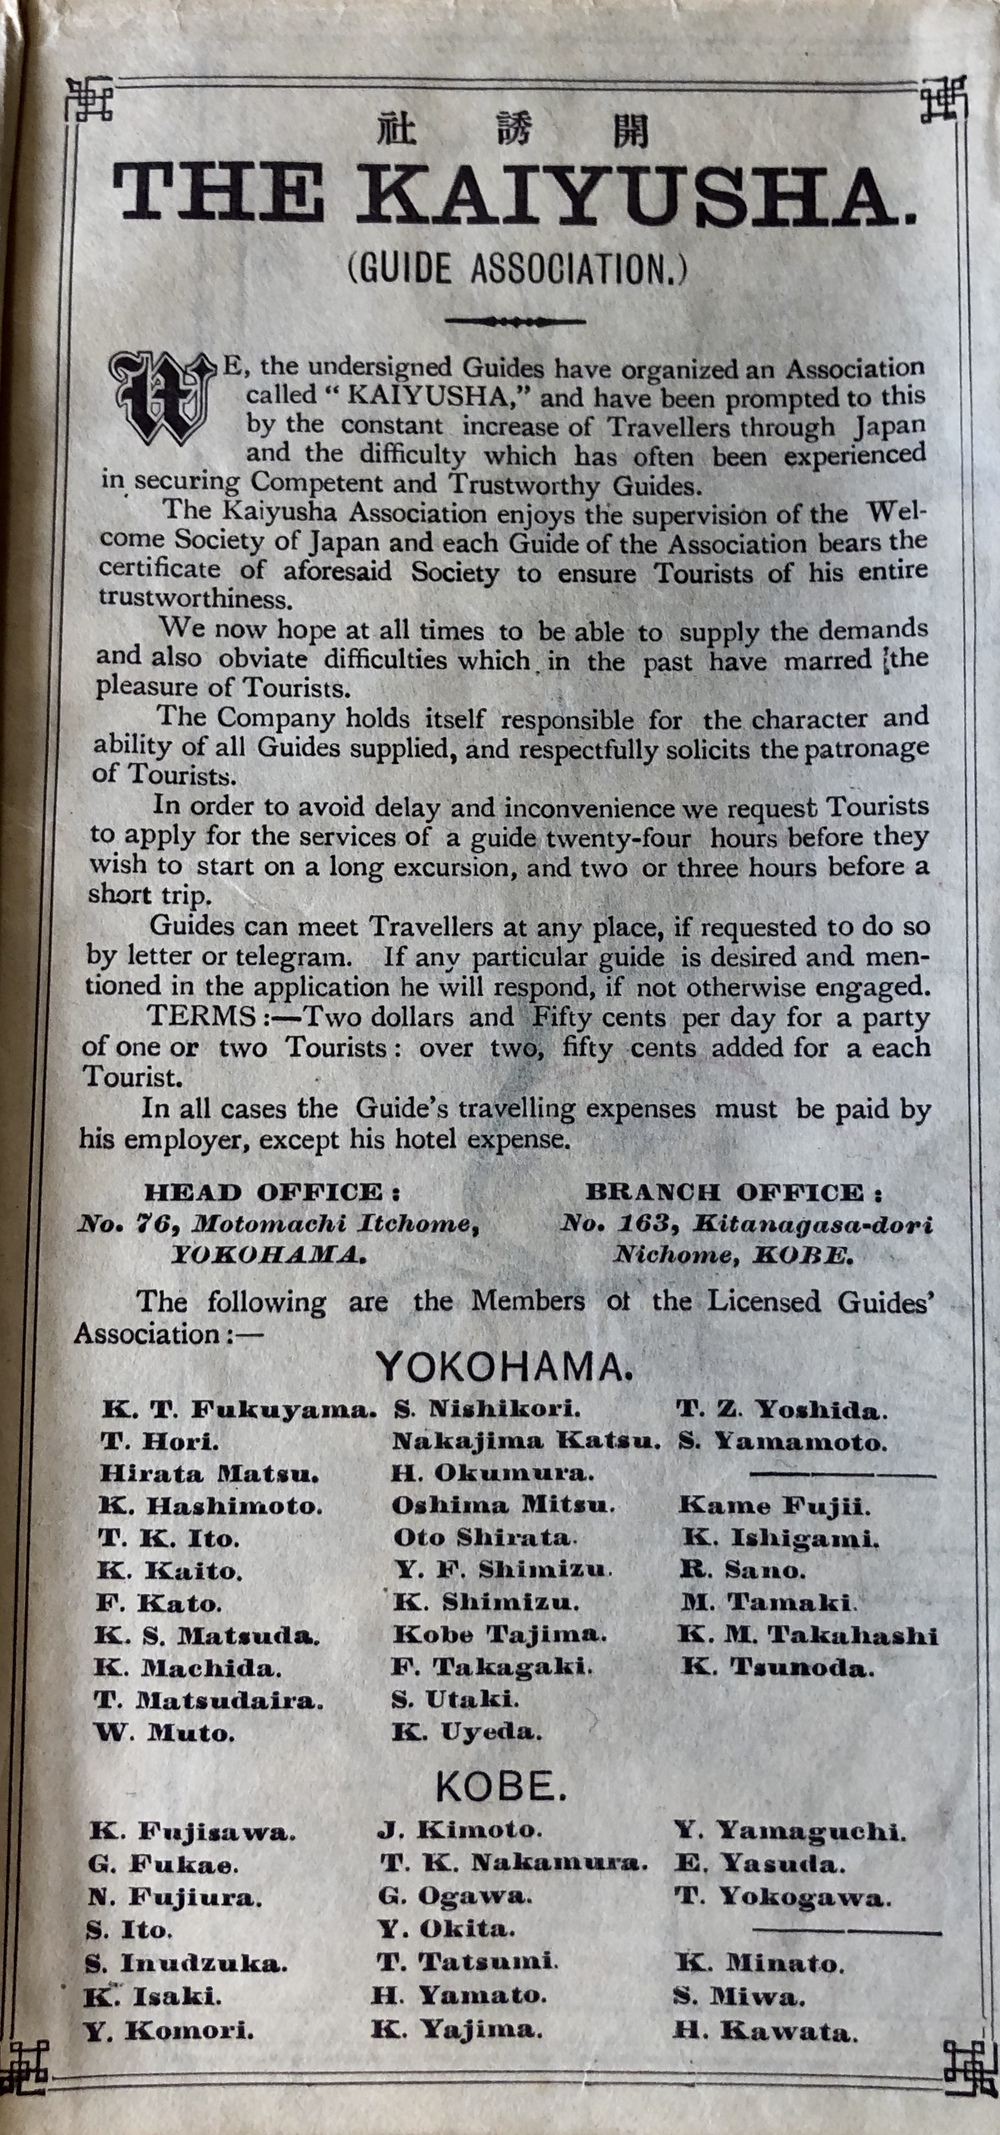 社誘開
THE KAIYUSHA.
(GUIDE ASSOCIATION.)
WE, the undersigned Guides have organized an Association
called “ KAIYUSHA,” and have been prompted to this
by the constant increase of Travellers through Japan
and the difficulty which has often been experienced
in securing Competent and Trustworthy Guides.
The Kaiyusha Association enjoys the supervision of the Wel-
come Society of Japan and each Guide of the Association bears the
certificate of aforesaid Society to ensure Tourists of his entire
trustworthiness.
We now hope at all times to be able to supply the demands
and also obviate difficulties which in the past have marred the
pleasure of Tourists.
The Company holds itself responsible for the character and
ability of all Guides supplied, and respectfully solicits the patronage
of Tourists.
In order to avoid delay and inconvenience we request Tourists
to apply for the services of a guide twenty-four hours before they
wish to start on a long excursion, and two or three hours before a
short trip.
Guides can meet Travellers at any place, if requested to do so
by letter or telegram. If any particular guide is desired and men-
tioned in the application he will respond, if not otherwise engaged.
TERMS :—Two dollars and Fifty cents per day for a party
of one or two Tourists : over two, fifty cents added for a each
Tourist.
In all cases the Guide’s travelling expenses must be paid by
his employer, except his hotel expense.
HEAD OFFICE :
No. 76, Motomachi Itchome,
YOKOHAMA.
BRANCH OFFICE :
No. 163, Kitanagasa-dori
Nichome, KOBE.
The following are the Members of the Licensed Guides’
Association :—
YOKOHAMA.
K. T. Fukuyama.
T. Hori.
Hirata Matsu.
K. Hashimoto.
T. K. Ito.
K. Kaito.
F. Kato.
K. S. Matsuda.
K. Machida.
T. Matsudaira.
W. Muto.
S. Nishikori.
Nakajima Katsu.
H. Okumura.
Oshima Mitsu.
Oto Shirata.
Y. F. Shimizu.
K. Shimizu.
Kobe Tajima.
F. Takagaki.
S. Utaki.
K. Uyeda.
T. Z. Yoshida.
S. Yamamoto.
Kame Fujii.
K. Ishigami.
R. Sano.
M. Tamaki.
K. M. Takahashi
K. Tsunoda.
KOBE.
K. Fujisawa.
G. Fukae.
N. Fujiura.
S. Ito.
S. Inudzuka.
K. Isaki.
Y. Komori.
J. Kimoto.
T. K. Nakamura.
G. Ogawa.
Y. Okita.
T. Tatsumi.
H. Yamato.
K. Yajima.
Y. Yamaguchi.
E. Yasuda.
T. Yokogawa.
K. Minato.
S. Miwa.
H. Kawata.